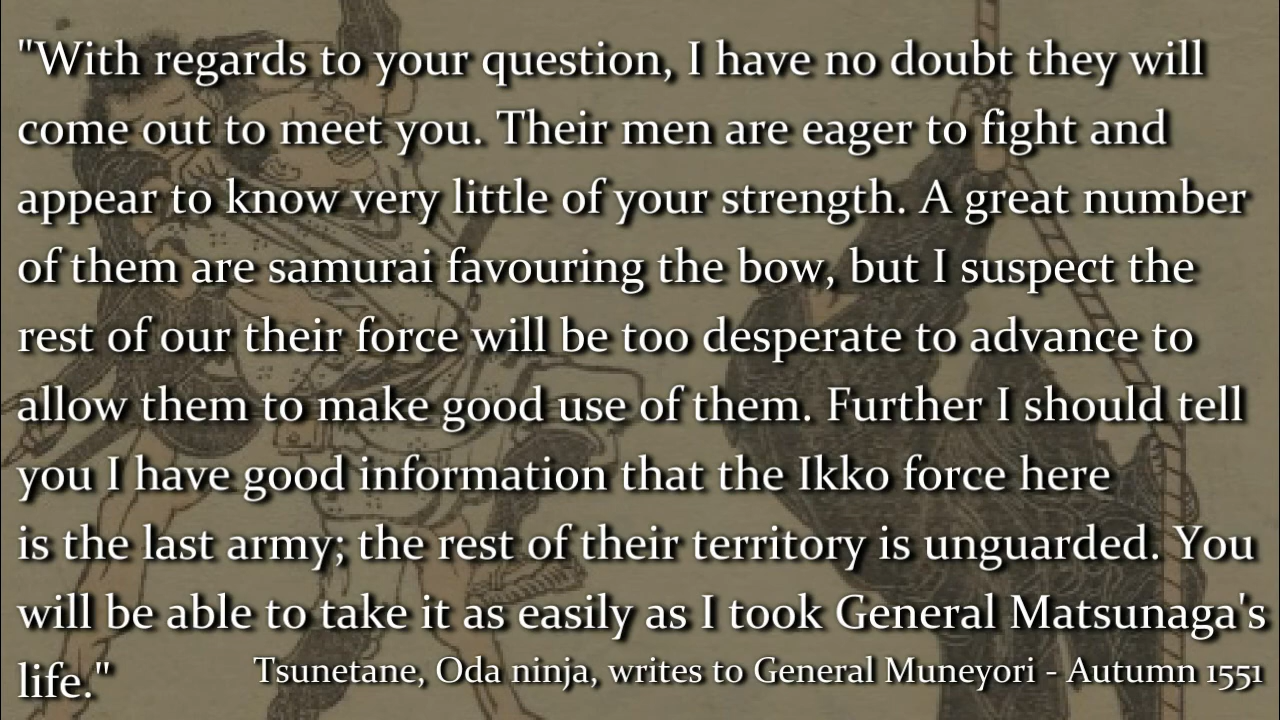 "With regards to your question, I have no doubt they will
come out to meet you. Their men are eager to fight and
appear to know very little of your strength. A great number
of them are samurai favouring the bow, but I suspect the
rest of our their force will be too desperate to advance to
allow them to make good use of them. Further I should tell
you I have good information that the Ikko force here
is the last army; the rest of their territory is unguarded. You
will be able to take it as easily as I took General Matsunaga's
life."
Tsunetane, Oda ninja, writes to General Muneyori - Autumn 1551